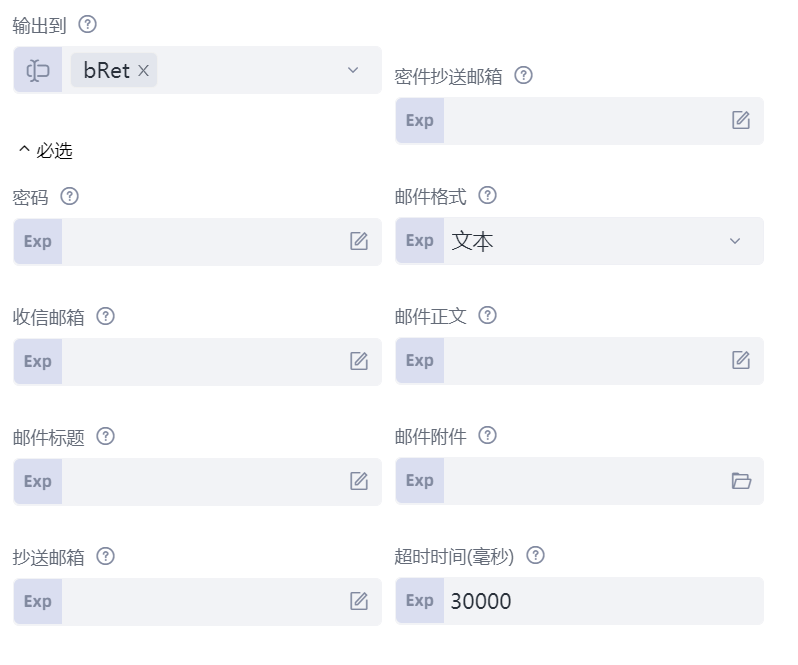 输出到
bRet
必选
密码
Exp
收信邮箱
Exp
邮件标题
Exp
抄送邮箱
Exp
密件抄送邮箱
Exp
邮件格式
Exp 文本
邮件正文
Exp
邮件附件
Exp
超时时间(毫秒)
Exp 30000